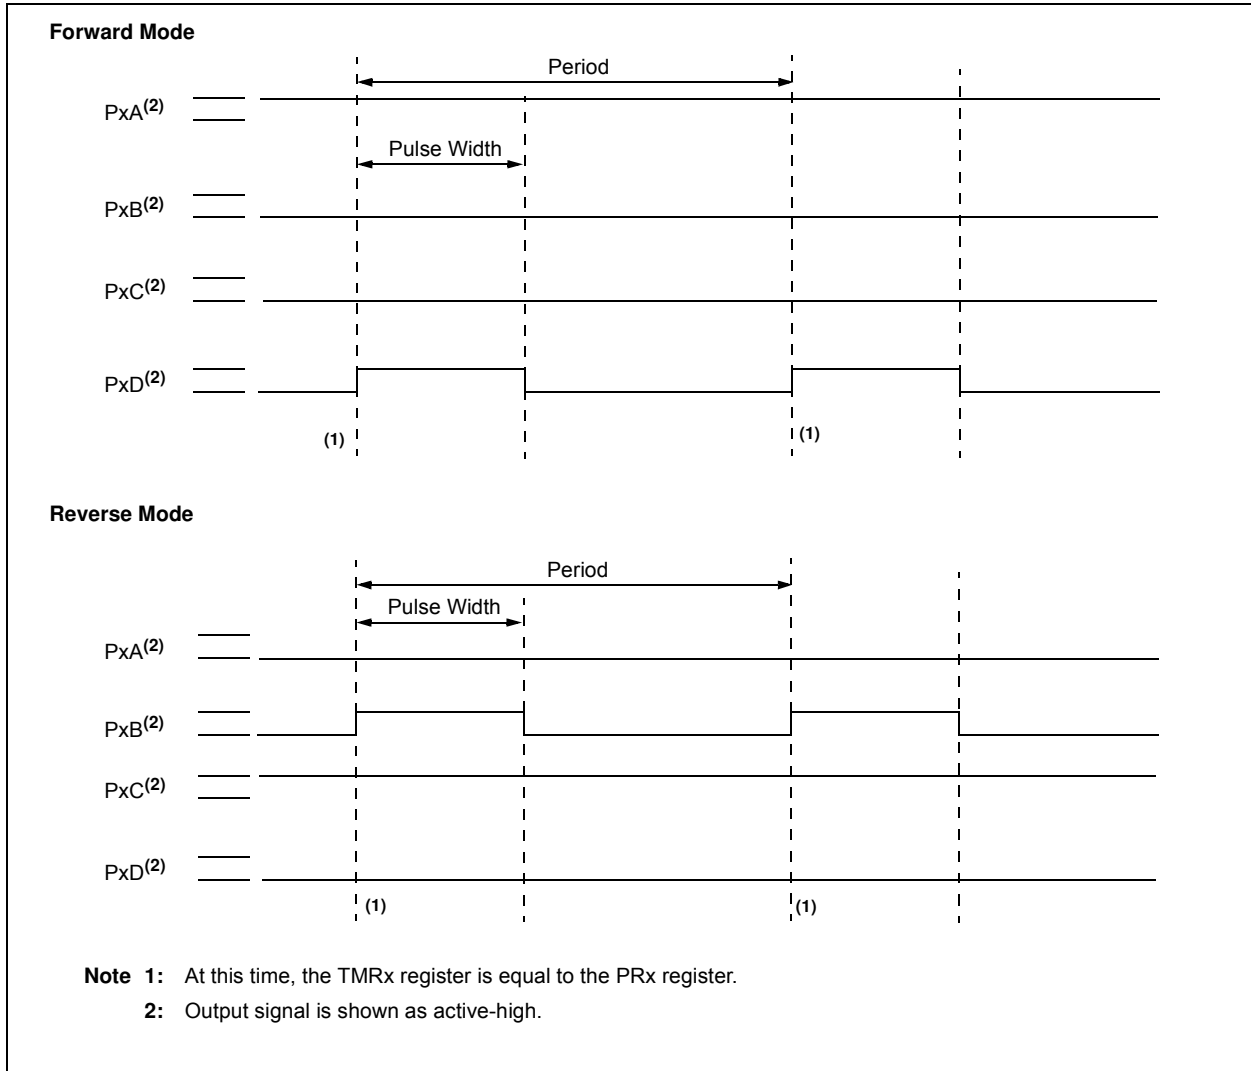 Forward Mode
Period
PxA(2)
Pulse Width
PxB(2)
PxC(2)
PxD(2)
(1)
(1)
Reverse Mode
Period
Pulse Width
PxA(2)
PxB(2)
PxC(2)
PxD(2)
(1)
(1)
Note 1: At this time, the TMRx register is equal to the PRx register.
2: Output signal is shown as active-high.